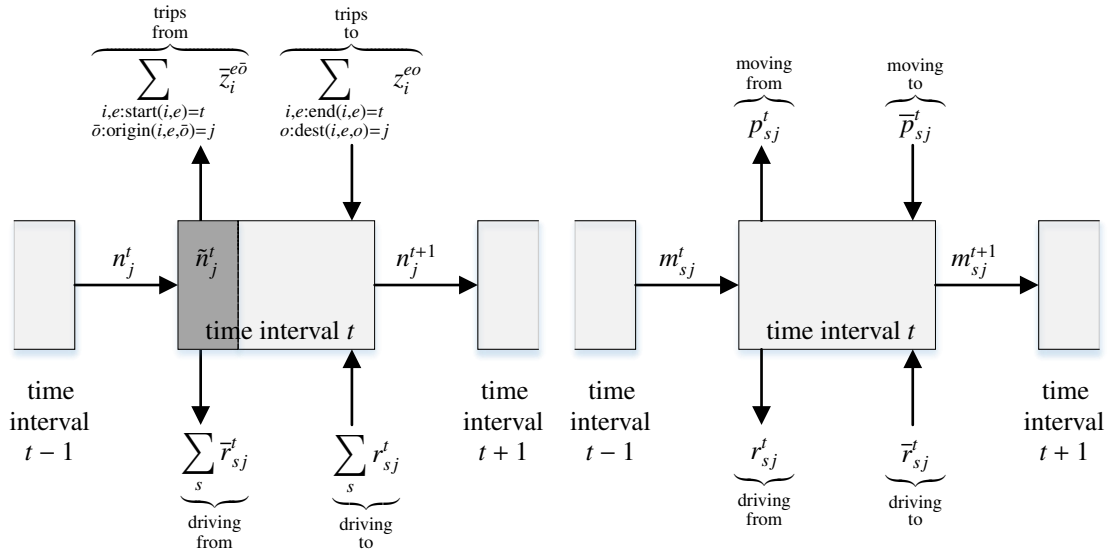 trips
from
∑ z̅_i^{eō}
i,e:start(i,e)=t
ō:origin(i,e,ō)=j
trips
to
∑ z_i^{eo}
i,e:end(i,e)=t
o:dest(i,e,o)=j
n_j^t
ñ_j^t
n_j^{t+1}
time interval t
time
interval
t − 1
∑_s r̅_{sj}^t
driving
from
∑_s r_{sj}^t
driving
to
time
interval
t + 1
moving
from
p_{sj}^t
moving
to
p̅_{sj}^t
m_{sj}^t
m_{sj}^{t+1}
time interval t
time
interval
t − 1
r_{sj}^t
driving
from
r̅_{sj}^t
driving
to
time
interval
t + 1